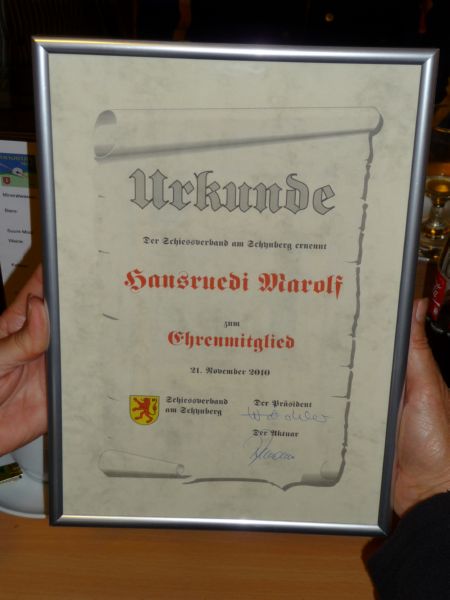 Urkunde
Der Schiessverband am Schynberg ernennt
Hansruedi Marolf
zum
Ehrenmitglied
21. November 2010
Schiessverband
am Schynberg
Der Präsident
Der Aktuar